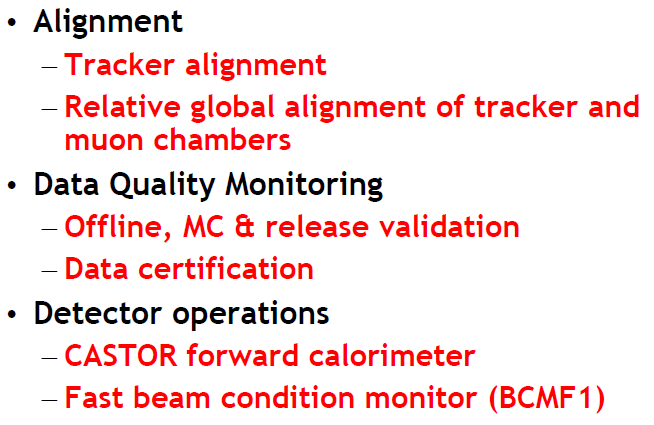 • Alignment
– Tracker alignment
– Relative global alignment of tracker and
muon chambers
• Data Quality Monitoring
– Offline, MC & release validation
– Data certification
• Detector operations
– CASTOR forward calorimeter
– Fast beam condition monitor (BCMF1)